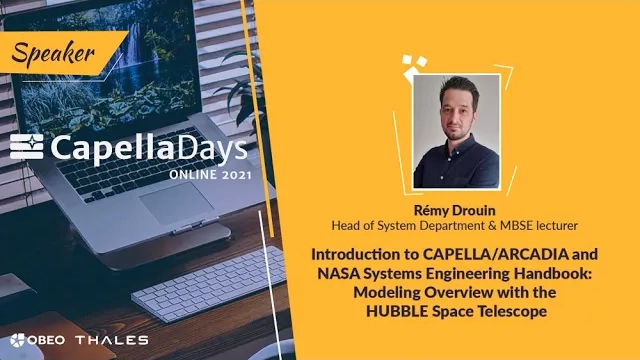 Speaker
CapellaDays
ONLINE 2021
OBEO THALES
Rémy Drouin
Head of System Department & MBSE lecturer
Introduction to CAPELLA/ARCADIA and
NASA Systems Engineering Handbook:
Modeling Overview with the
HUBBLE Space Telescope